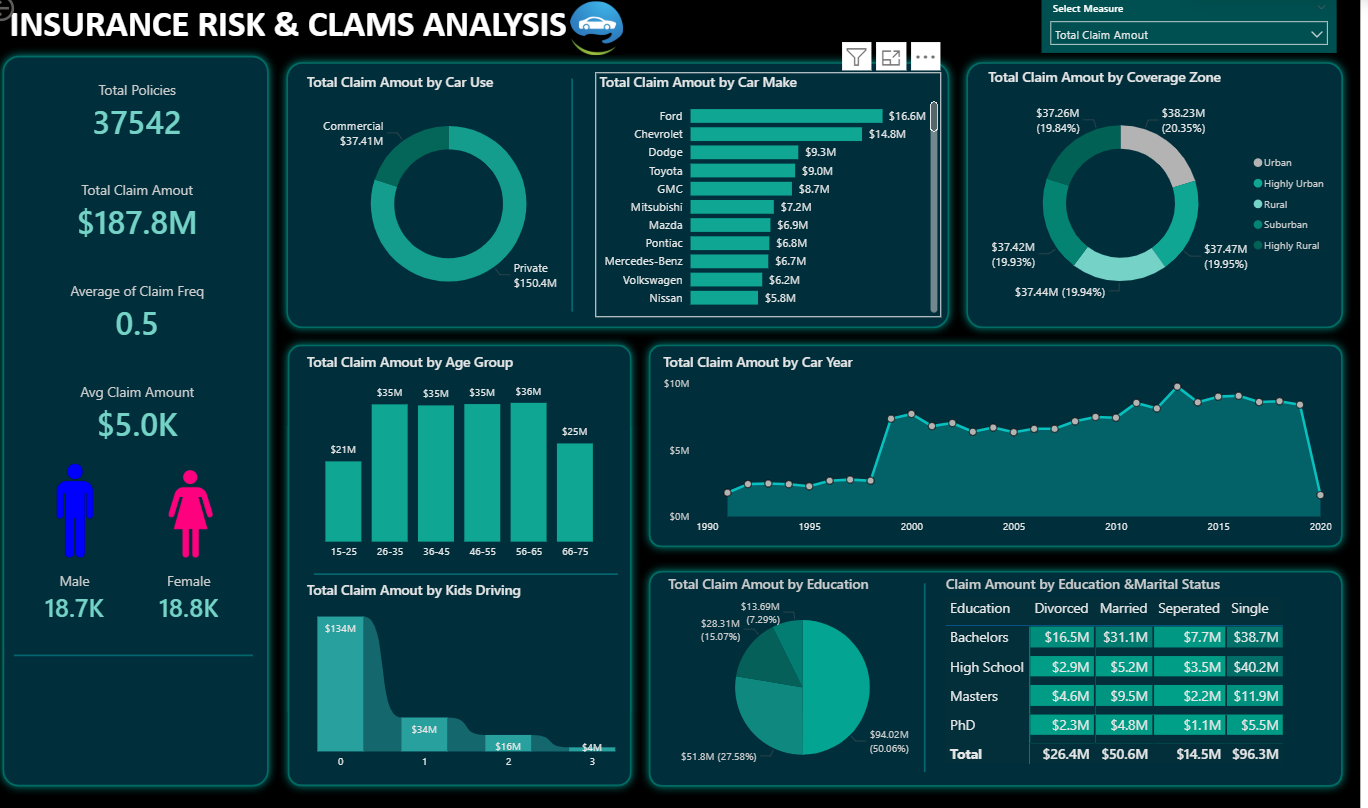 INSURANCE RISK & CLAMS ANALYSIS
Select Measure
Total Claim Amout
Total Policies
37542
Total Claim Amout
$187.8M
Average of Claim Freq
0.5
Avg Claim Amount
$5.0K
Male
18.7K
Female
18.8K
Total Claim Amout by Car Use
Commercial
$37.41M
Private
$150.4M
Total Claim Amout by Car Make
Ford $16.6M
Chevrolet $14.8M
Dodge $9.3M
Toyota $9.0M
GMC $8.7M
Mitsubishi $7.2M
Mazda $6.9M
Pontiac $6.8M
Mercedes-Benz $6.7M
Volkswagen $6.2M
Nissan $5.8M
Total Claim Amout by Coverage Zone
$37.26M
(19.84%)
$38.23M
(20.35%)
$37.42M
(19.93%)
$37.47M
(19.95%)
$37.44M (19.94%)
Urban
Highly Urban
Rural
Suburban
Highly Rural
Total Claim Amout by Age Group
$21M $35M $35M $35M $36M $25M
15-25 26-35 36-45 46-55 56-65 66-75
Total Claim Amout by Kids Driving
$134M $34M $16M $4M
0 1 2 3
Total Claim Amout by Car Year
$10M
$5M
$0M
1990 1995 2000 2005 2010 2015 2020
Total Claim Amout by Education
$13.69M
(7.29%)
$28.31M
(15.07%)
$51.8M (27.58%)
$94.02M
(50.06%)
Claim Amount by Education &Marital Status
Education Divorced Married Seperated Single
Bachelors $16.5M $31.1M $7.7M $38.7M
High School $2.9M $5.2M $3.5M $40.2M
Masters $4.6M $9.5M $2.2M $11.9M
PhD $2.3M $4.8M $1.1M $5.5M
Total $26.4M $50.6M $14.5M $96.3M